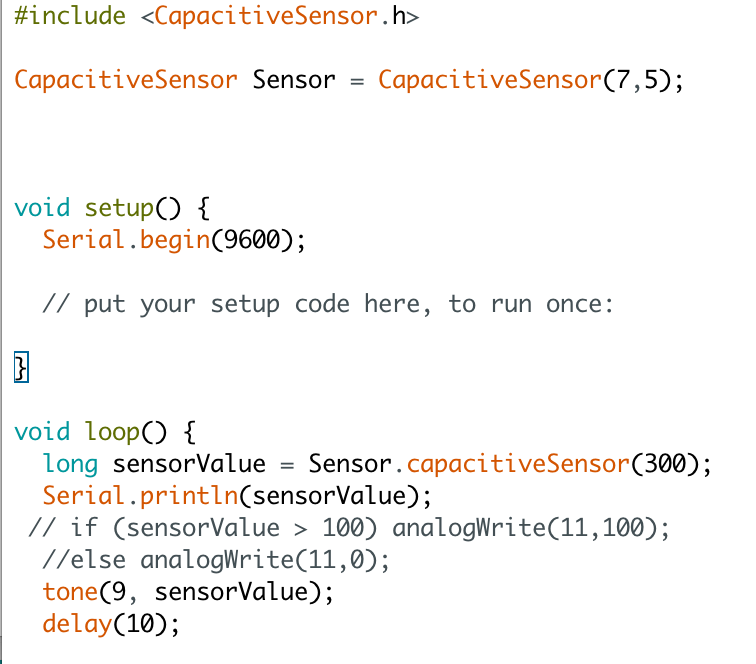 #include <CapacitiveSensor.h>
CapacitiveSensor Sensor = CapacitiveSensor(7,5);
void setup() {
  Serial.begin(9600);
  // put your setup code here, to run once:
}
void loop() {
  long sensorValue = Sensor.capacitiveSensor(300);
  Serial.println(sensorValue);
 // if (sensorValue > 100) analogWrite(11,100);
  //else analogWrite(11,0);
  tone(9, sensorValue);
  delay(10);